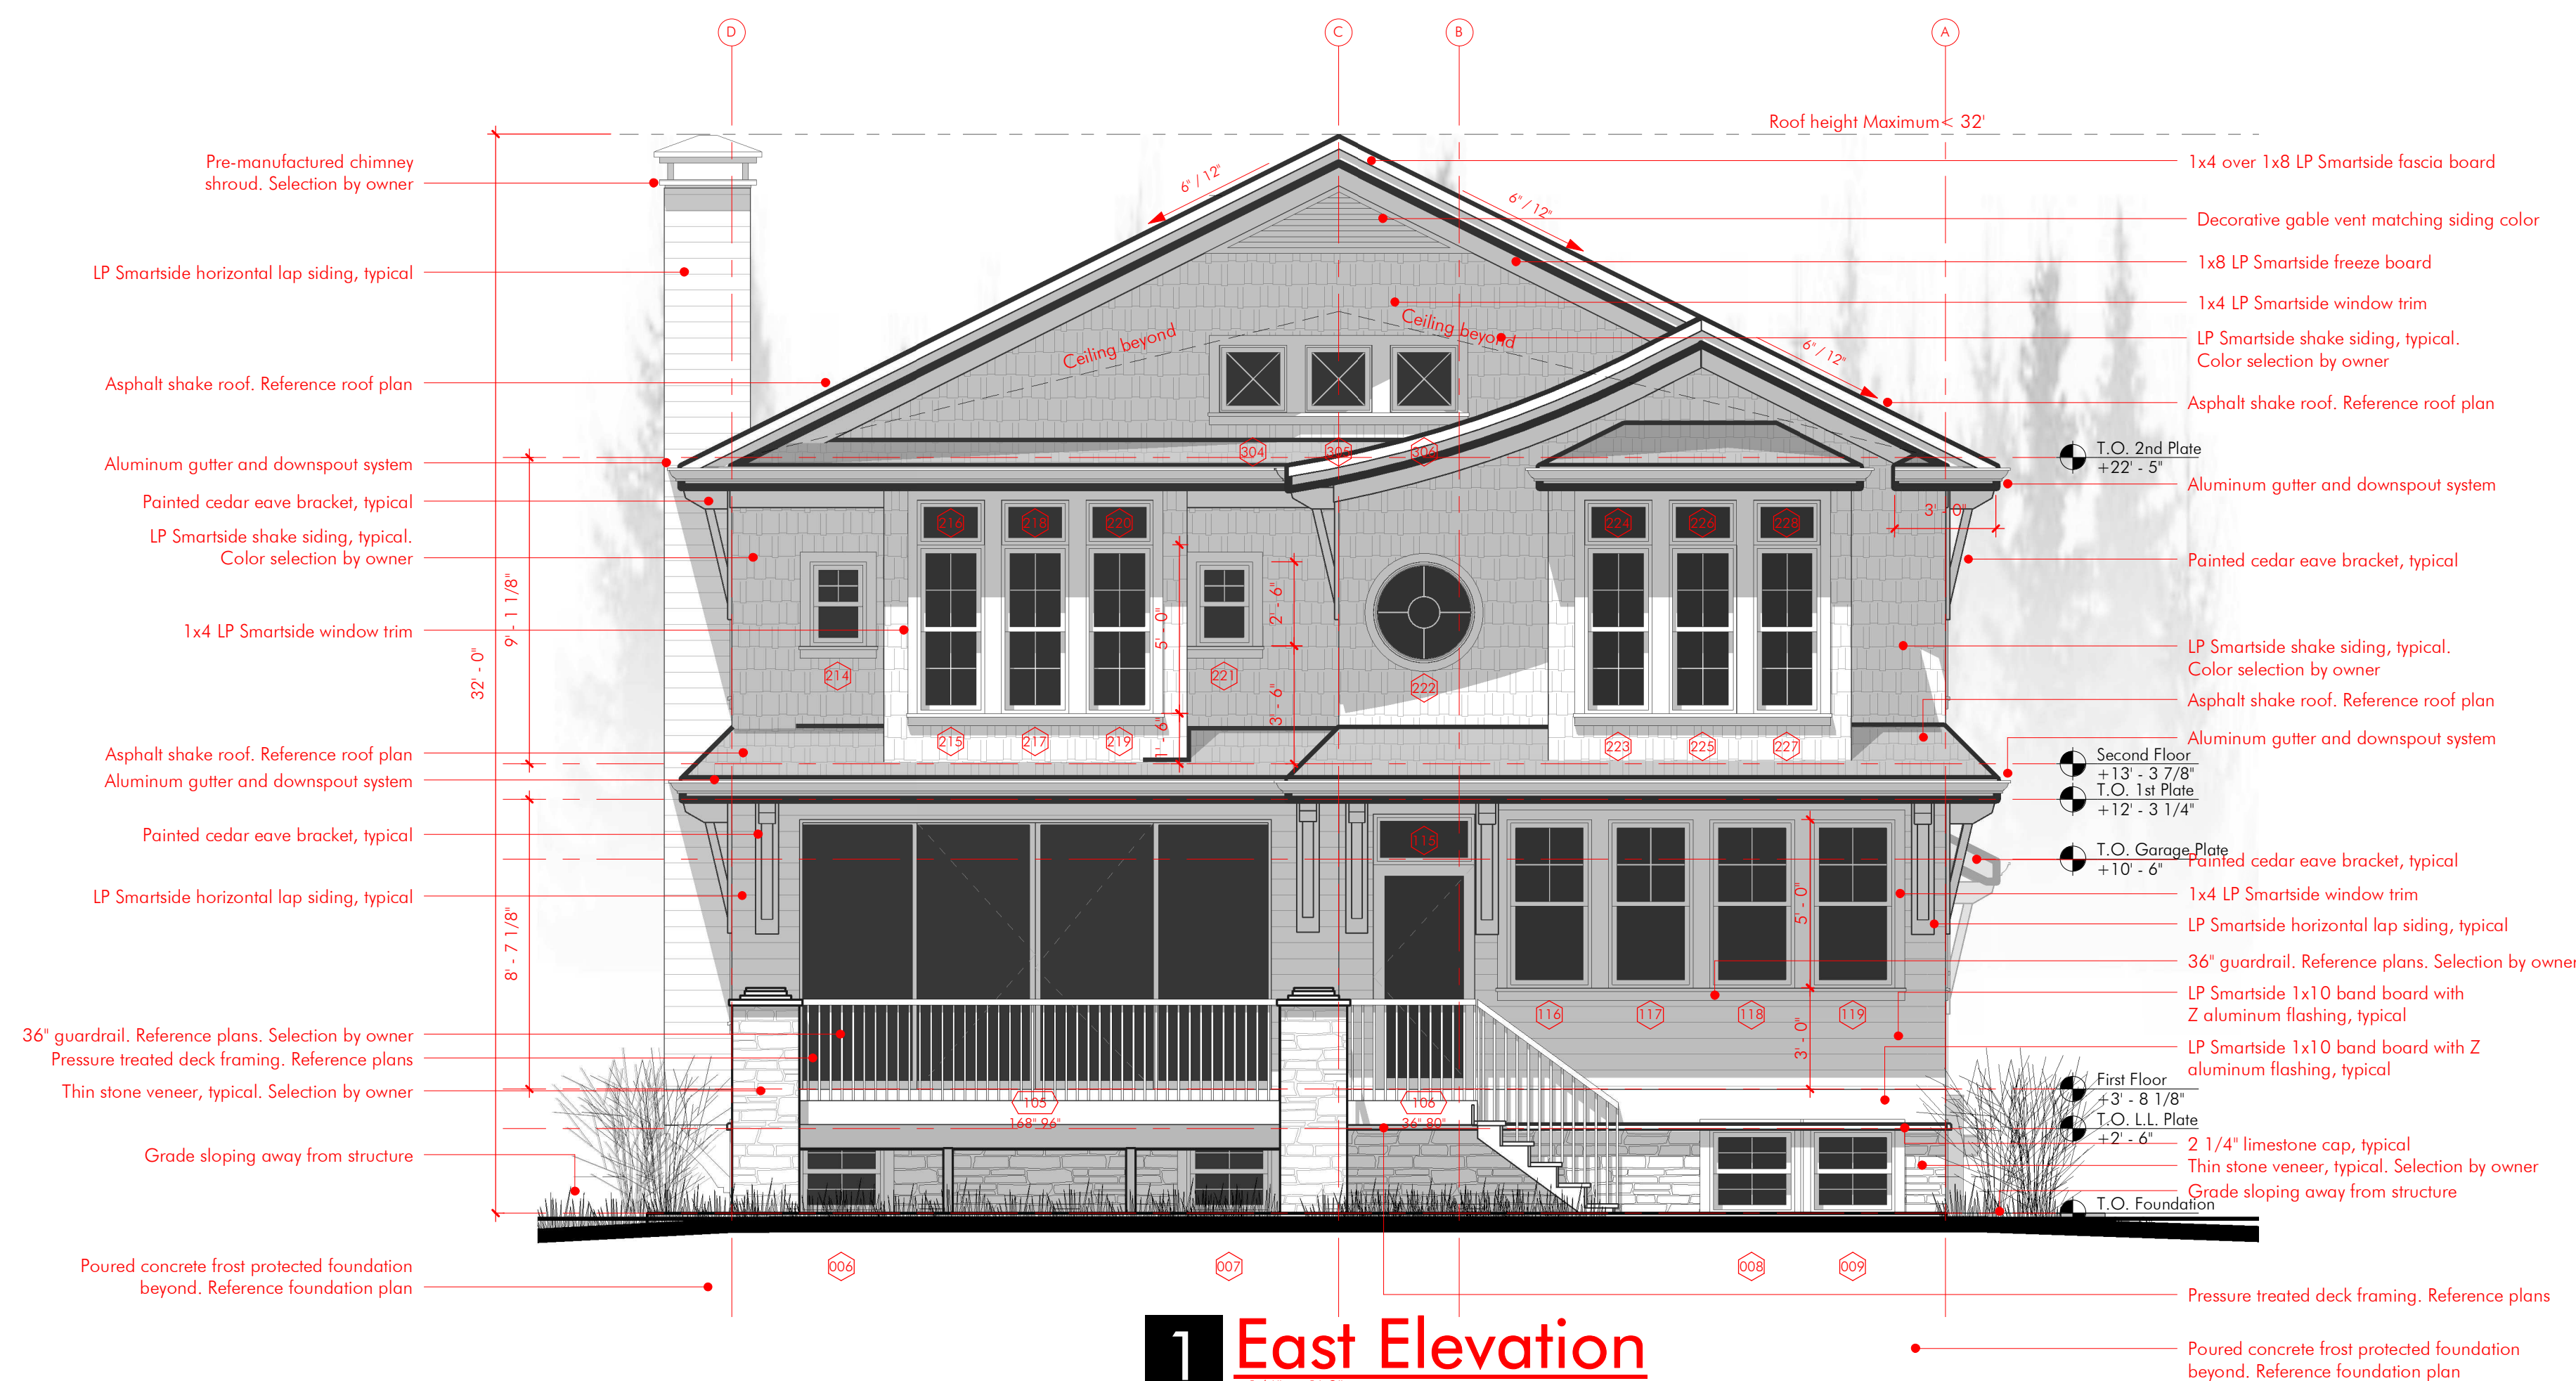 D
C
B
A
Roof height Maximum< 32'
Pre-manufactured chimney
shroud. Selection by owner
LP Smartside horizontal lap siding, typical
Asphalt shake roof. Reference roof plan
Aluminum gutter and downspout system
Painted cedar eave bracket, typical
LP Smartside shake siding, typical.
Color selection by owner
1x4 LP Smartside window trim
Asphalt shake roof. Reference roof plan
Aluminum gutter and downspout system
Painted cedar eave bracket, typical
LP Smartside horizontal lap siding, typical
36" guardrail. Reference plans. Selection by owner
Pressure treated deck framing. Reference plans
Thin stone veneer, typical. Selection by owner
Grade sloping away from structure
Poured concrete frost protected foundation
beyond. Reference foundation plan
32' - 0"
9' - 1 1/8"
8' - 7 1/8"
6" / 12"
6" / 12"
6" / 12"
Ceiling beyond
Ceiling beyond
304
305
306
216
218
220
224
226
228
3' - 0"
5' - 0"
2' - 6"
3' - 6"
1' - 6"
214
221
222
215
217
219
223
225
227
115
5' - 0"
3' - 0"
116
117
118
119
105
168" 96"
106
36" 80"
006
007
008
009
1x4 over 1x8 LP Smartside fascia board
Decorative gable vent matching siding color
1x8 LP Smartside freeze board
1x4 LP Smartside window trim
LP Smartside shake siding, typical.
Color selection by owner
Asphalt shake roof. Reference roof plan
T.O. 2nd Plate
+22' - 5"
Aluminum gutter and downspout system
Painted cedar eave bracket, typical
LP Smartside shake siding, typical.
Color selection by owner
Asphalt shake roof. Reference roof plan
Aluminum gutter and downspout system
Second Floor
+13' - 3 7/8"
T.O. 1st Plate
+12' - 3 1/4"
T.O. Garage Plate
Painted cedar eave bracket, typical
+10' - 6"
1x4 LP Smartside window trim
LP Smartside horizontal lap siding, typical
36" guardrail. Reference plans. Selection by owner
LP Smartside 1x10 band board with
Z aluminum flashing, typical
LP Smartside 1x10 band board with Z
aluminum flashing, typical
First Floor
+3' - 8 1/8"
T.O. L.L. Plate
+2' - 6"
2 1/4" limestone cap, typical
Thin stone veneer, typical. Selection by owner
Grade sloping away from structure
T.O. Foundation
Pressure treated deck framing. Reference plans
Poured concrete frost protected foundation
beyond. Reference foundation plan
1 East Elevation